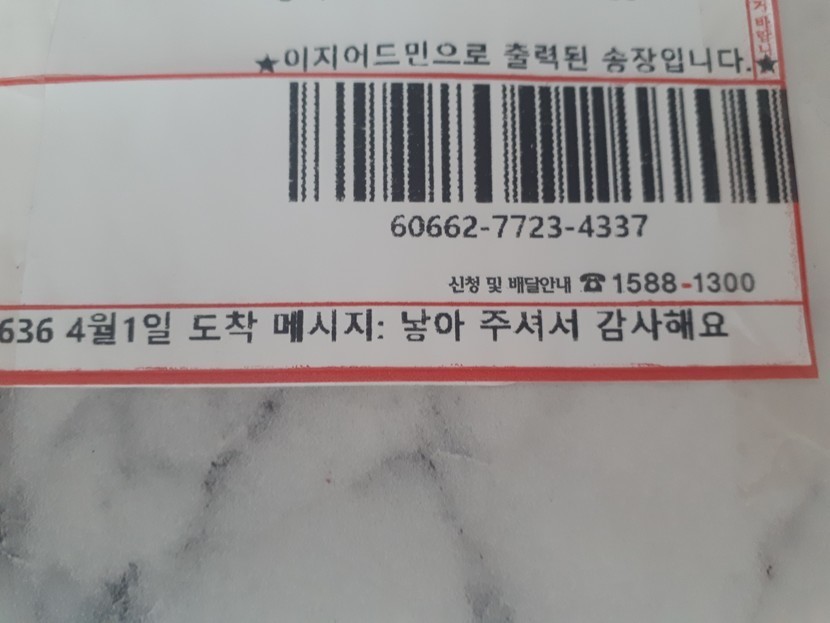 ★이지어드민으로 출력된 송장입니다.★
60662-7723-4337
신청 및 배달안내 ☎1588-1300
636 4월1일 도착 메시지: 낳아 주셔서 감사해요